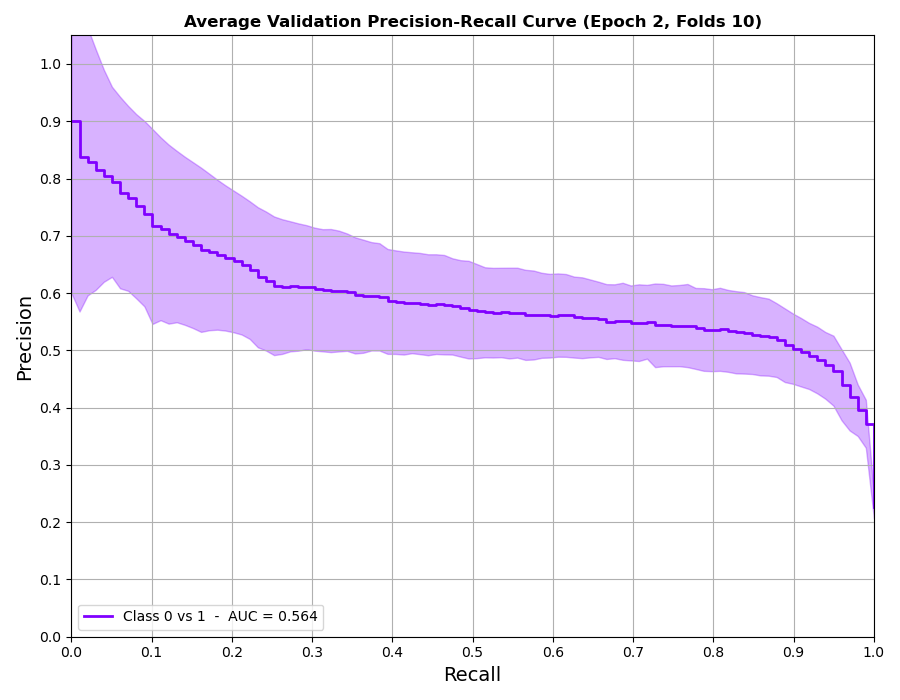 Average Validation Precision-Recall Curve (Epoch 2, Folds 10)
Precision
1.0
0.9
0.8
0.7
0.6
0.5
0.4
0.3
0.2
0.1
0.0
Class 0 vs 1 - AUC = 0.564
0.0 0.1 0.2 0.3 0.4 0.5 0.6 0.7 0.8 0.9 1.0
Recall